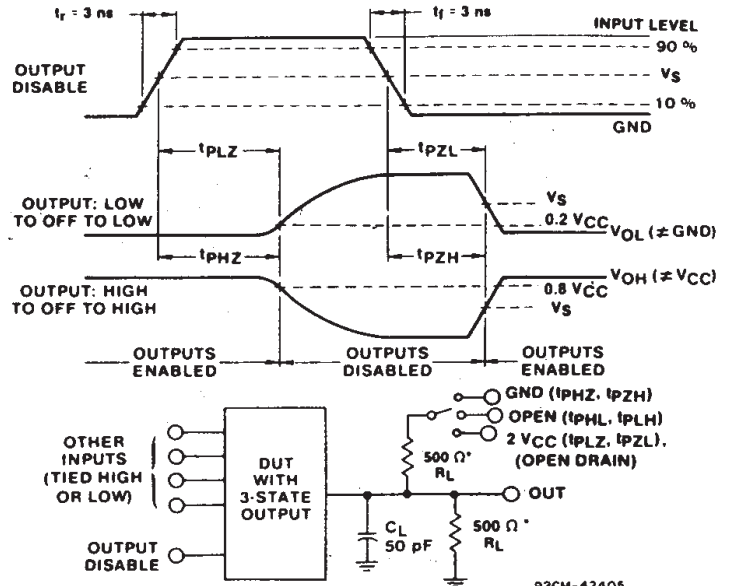 tr = 3 ns
tf = 3 ns
INPUT LEVEL
90 %
OUTPUT
DISABLE
VS
10 %
GND
tPLZ
tPZL
OUTPUT: LOW
TO OFF TO LOW
VS
0.2 VCC
VOL (≠ GND)
tPHZ
tPZH
OUTPUT: HIGH
TO OFF TO HIGH
VOH (≠ VCC)
0.8 VCC
VS
OUTPUTS
ENABLED
OUTPUTS
DISABLED
OUTPUTS
ENABLED
GND (tPHZ, tPZH)
OPEN (tPHL, tPLH)
2 VCC (tPLZ, tPZL),
(OPEN DRAIN)
OTHER
INPUTS
(TIED HIGH
OR LOW)
DUT
WITH
3-STATE
OUTPUT
500 Ω*
RL
OUT
CL
50 pF
500 Ω*
RL
OUTPUT
DISABLE
92CM-42405